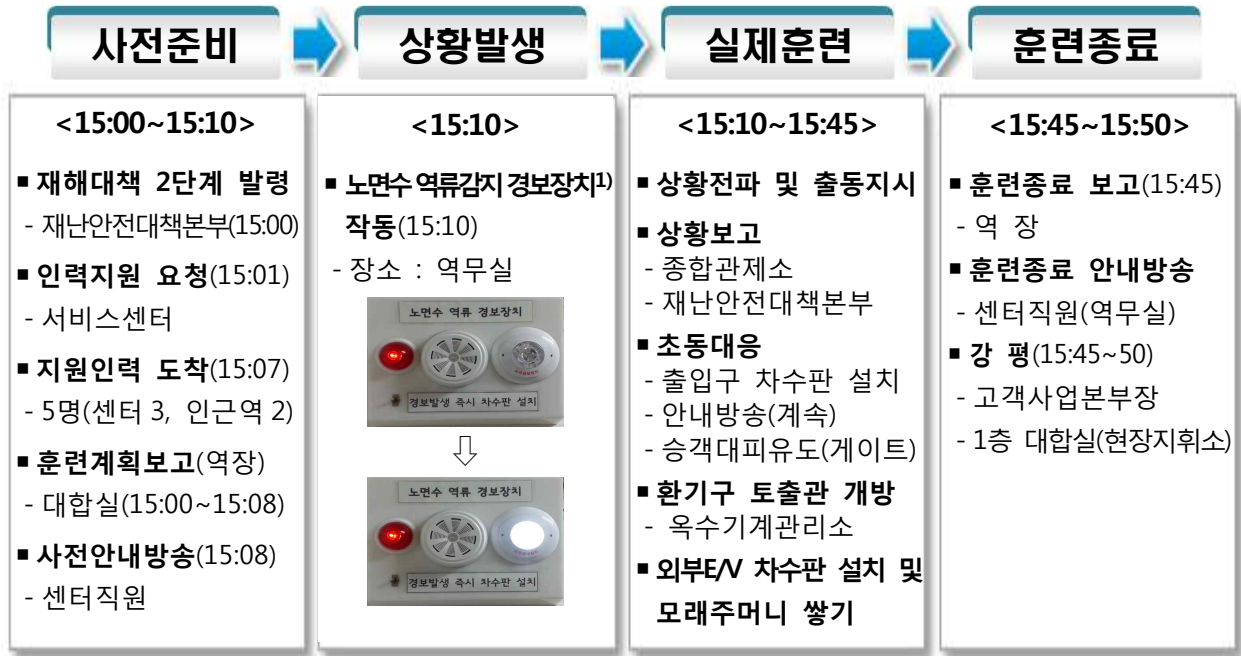 사전준비
상황발생
실제훈련
훈련종료
<15:00~15:10>
■ 재해대책 2단계 발령
- 재난안전대책본부(15:00)
■ 인력지원 요청(15:01)
- 서비스센터
■ 지원인력 도착(15:07)
- 5명(센터 3, 인근역 2)
■ 훈련계획보고(역장)
- 대합실(15:00~15:08)
■ 사전안내방송(15:08)
- 센터직원
<15:10>
■ 노면수 역류감지 경보장치1)
작동(15:10)
- 장소 : 역무실
노면수 역류 경보장치
경보발생 즉시 차수판 설치
노면수 역류 경보장치
경보발생 즉시 차수판 설치
<15:10~15:45>
■ 상황전파 및 출동지시
■ 상황보고
- 종합관제소
- 재난안전대책본부
■ 초동대응
- 출입구 차수판 설치
- 안내방송(계속)
- 승객대피유도(게이트)
■ 환기구 토출관 개방
- 옥수기계관리소
■ 외부E/V 차수판 설치 및
모래주머니 쌓기
<15:45~15:50>
■ 훈련종료 보고(15:45)
- 역 장
■ 훈련종료 안내방송
- 센터직원(역무실)
■ 강 평(15:45~50)
- 고객사업본부장
- 1층 대합실(현장지휘소)